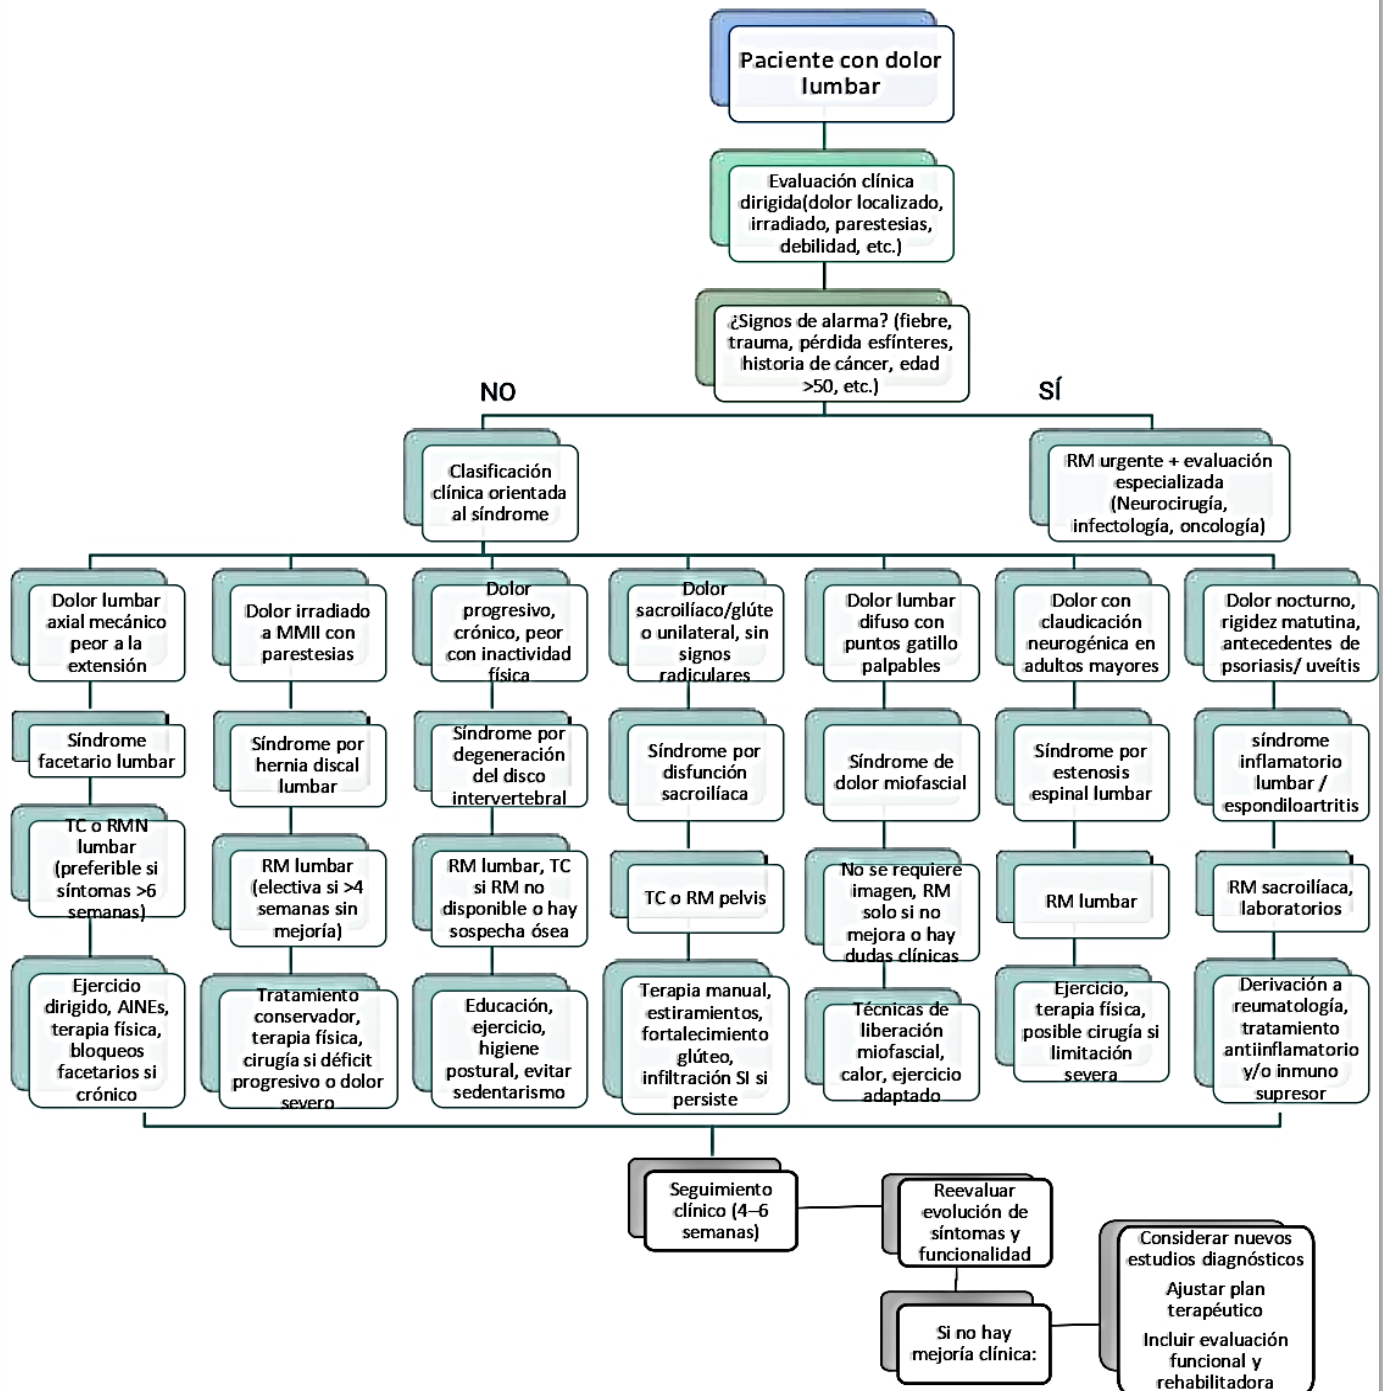 Paciente con dolor
lumbar
Evaluación clínica
dirigida(dolor localizado,
irradiado, parestesias,
debilidad, etc.)
¿Signos de alarma? (fiebre,
trauma, pérdida esfínteres,
historia de cáncer, edad
>50, etc.)
NO
SÍ
Clasificación
clínica orientada
al síndrome
RM urgente + evaluación
especializada
(Neurocirugía,
infectología, oncología)
Dolor lumbar
axial mecánico
peor a la
extensión
Dolor irradiado
a MMII con
parestesias
Dolor
progresivo,
crónico, peor
con inactividad
física
Dolor
sacroilíaco/glúte
o unilateral, sin
signos
radiculares
Dolor lumbar
difuso con
puntos gatillo
palpables
Dolor con
claudicación
neurogénica en
adultos mayores
Dolor nocturno,
rigidez matutina,
antecedentes de
psoriasis/ uveítis
Síndrome
facetario lumbar
Síndrome por
hernia discal
lumbar
Síndrome por
degeneración
del disco
intervertebral
Síndrome por
disfunción
sacroilíaca
Síndrome de
dolor miofascial
Síndrome por
estenosis
espinal lumbar
síndrome
inflamatorio
lumbar /
espondiloartritis
TC o RMN
lumbar
(preferible si
síntomas >6
semanas)
RM lumbar
(electiva si >4
semanas sin
mejoría)
RM lumbar, TC
si RM no
disponible o hay
sospecha ósea
TC o RM pelvis
No se requiere
imagen, RM
solo si no
mejora o hay
dudas clínicas
RM lumbar
RM sacroilíaca,
laboratorios
Ejercicio
dirigido, AINEs,
terapia física,
bloqueos
facetarios si
crónico
Tratamiento
conservador,
terapia física,
cirugía si déficit
progresivo o dolor
severo
Educación,
ejercicio,
higiene
postural, evitar
sedentarismo
Terapia manual,
estiramientos,
fortalecimiento
glúteo,
infiltración SI si
persiste
Técnicas de
liberación
miofascial,
calor, ejercicio
adaptado
Ejercicio,
terapia física,
posible cirugía si
limitación
severa
Derivación a
reumatología,
tratamiento
antiinflamatorio
y/o inmuno
supresor
Seguimiento
clínico (4–6
semanas)
Reevaluar
evolución de
síntomas y
funcionalidad
Si no hay
mejoría clínica:
Considerar nuevos
estudios diagnósticos
Ajustar plan
terapéutico
Incluir evaluación
funcional y
rehabilitadora